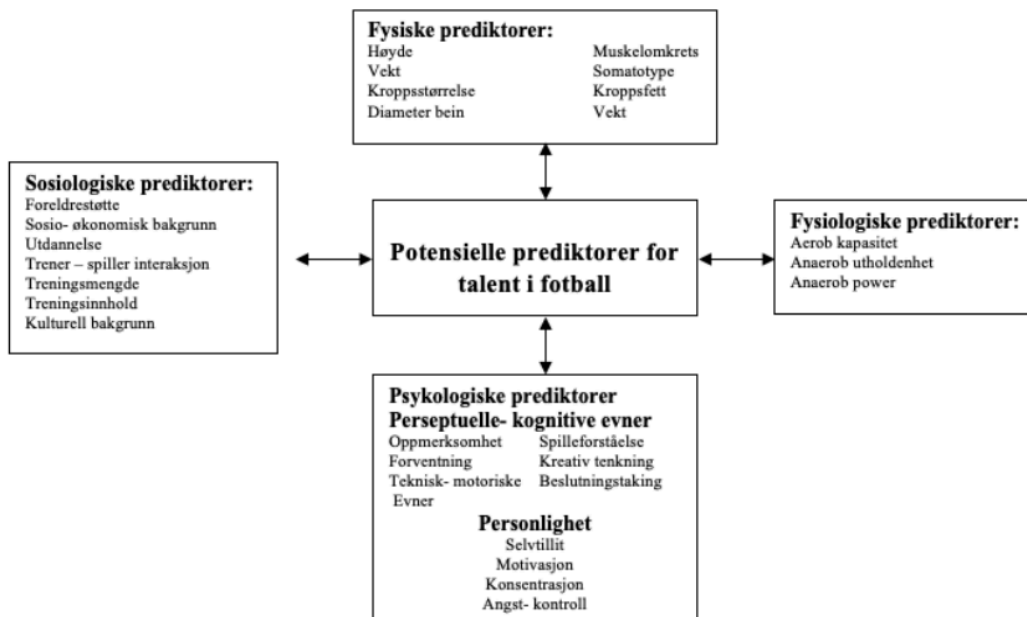 Fysiske prediktorer:
Høyde Muskelomkrets
Vekt Somatotype
Kroppsstørrelse Kroppsfett
Diameter bein Vekt
Sosiologiske prediktorer:
Foreldrestøtte
Sosio- økonomisk bakgrunn
Utdannelse
Trener – spiller interaksjon
Treningsmengde
Treningsinnhold
Kulturell bakgrunn
Potensielle prediktorer for
talent i fotball
Fysiologiske prediktorer:
Aerob kapasitet
Anaerob utholdenhet
Anaerob power
Psykologiske prediktorer
Perseptuelle- kognitive evner
Oppmerksomhet Spilleforståelse
Forventning Kreativ tenkning
Teknisk- motoriske Beslutningstaking
Evner
Personlighet
Selvtillit
Motivasjon
Konsentrasjon
Angst- kontroll